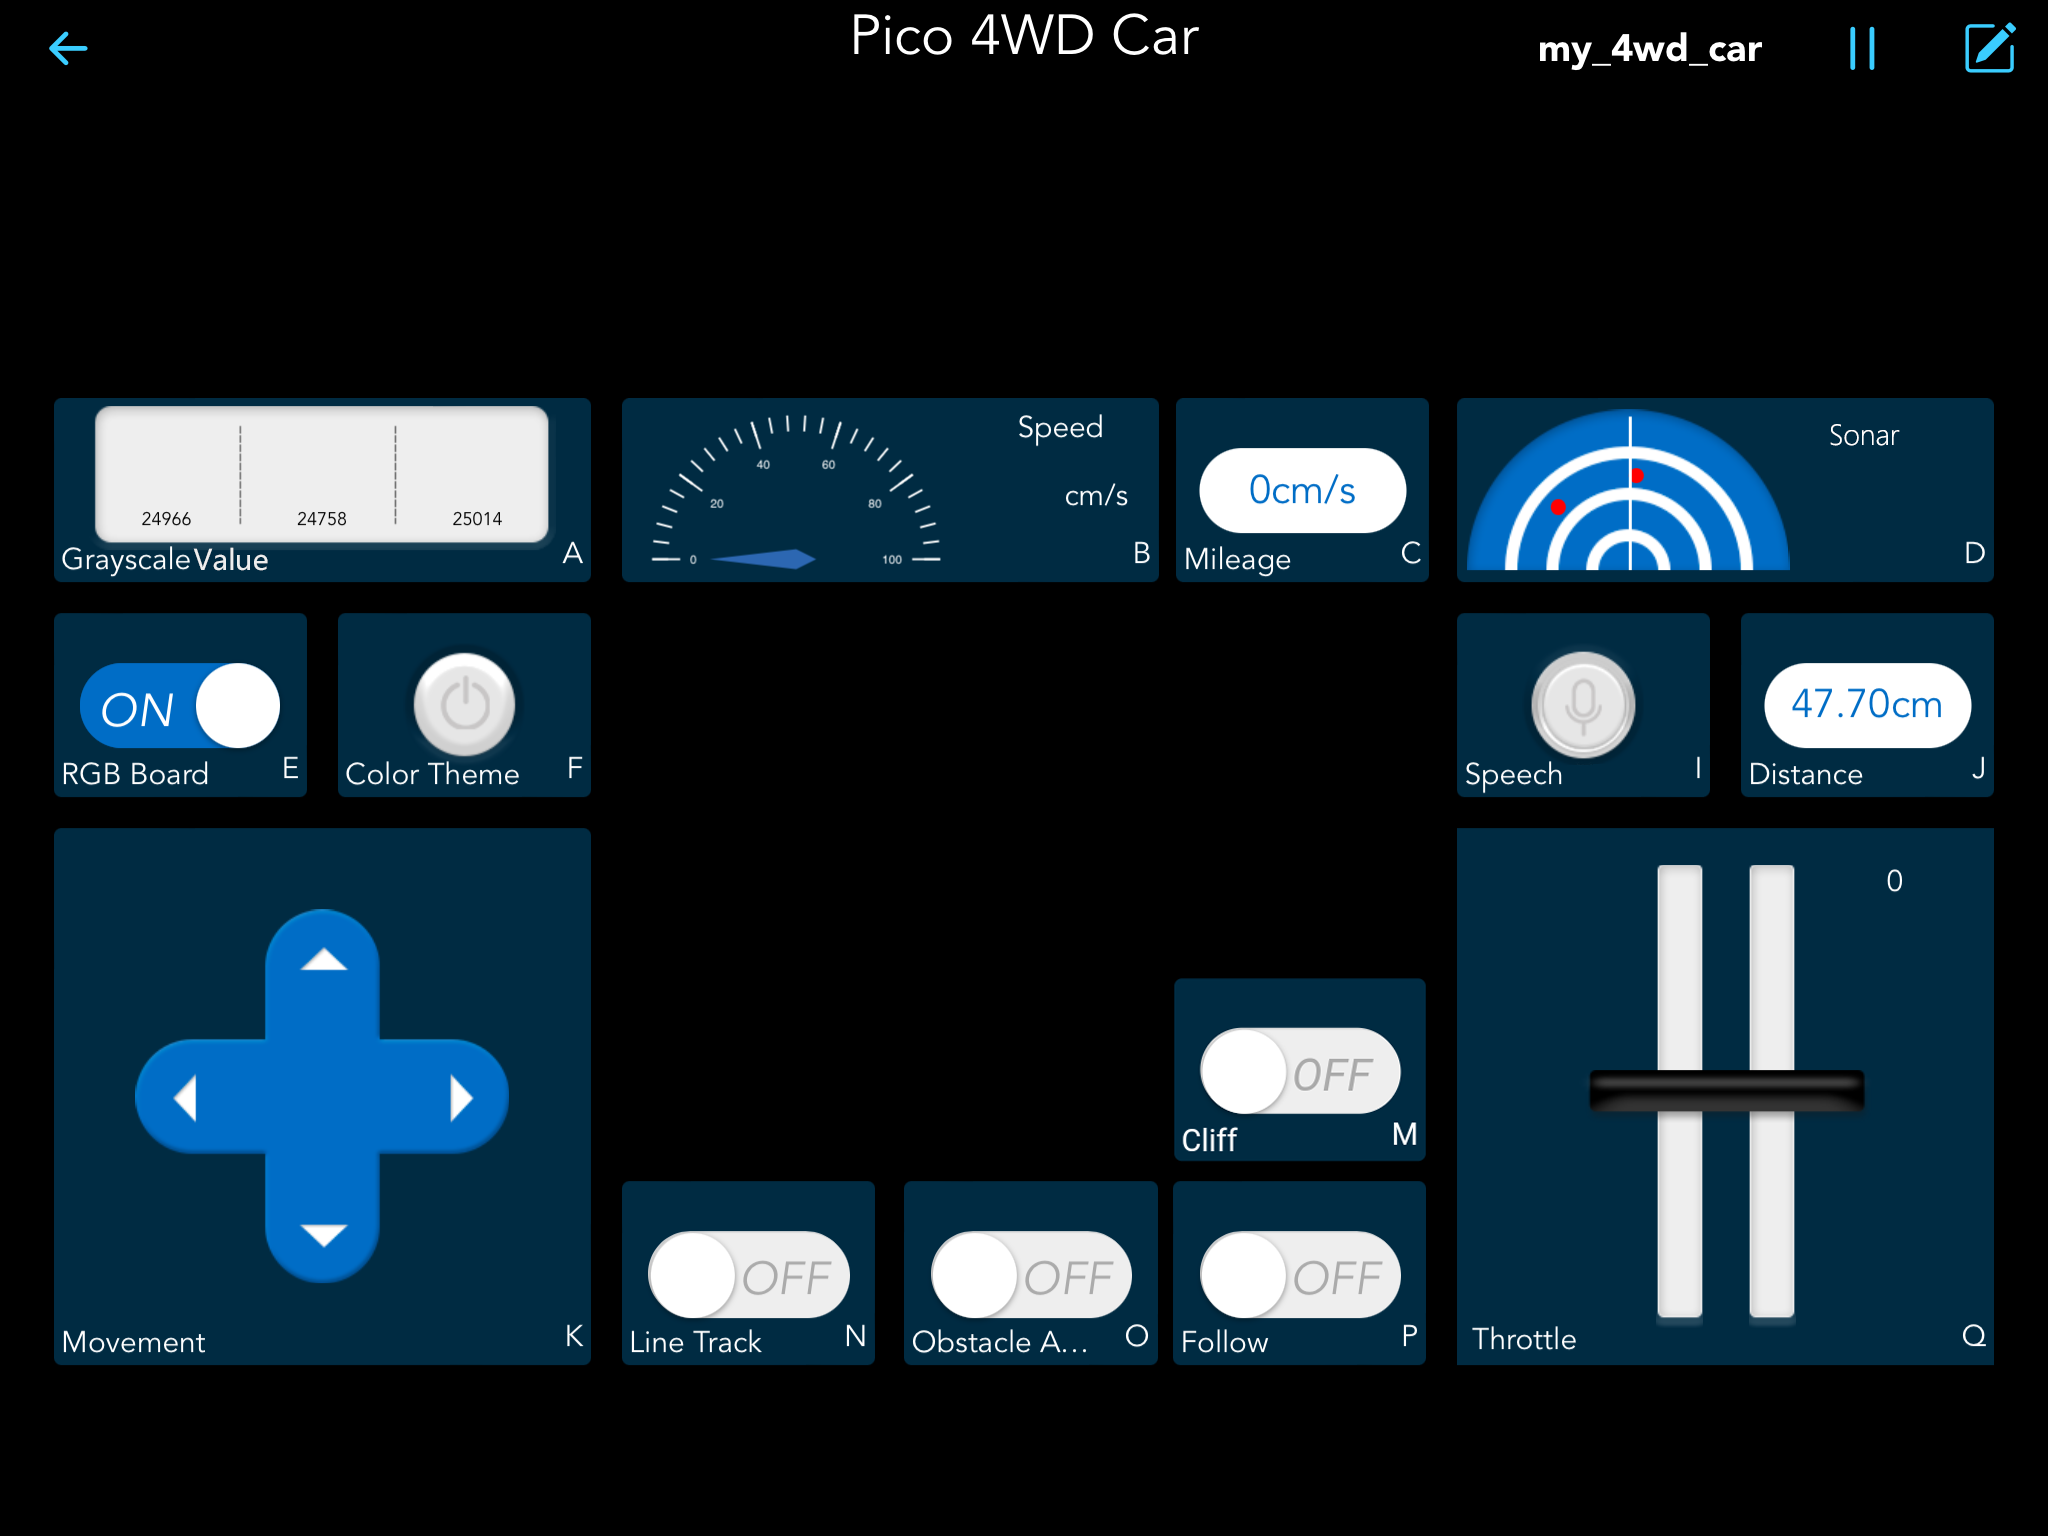 Pico 4WD Car
my_4wd_car
24966 24758 25014
Grayscale Value A
Speed
cm/s
0 20 40 60 80 100
B
0cm/s
Mileage C
Sonar
D
ON
RGB Board E
Color Theme F
Speech I
47.70cm
Distance J
Movement K
OFF
Cliff M
OFF
Line Track N
OFF
Obstacle A... O
OFF
Follow P
0
Throttle Q